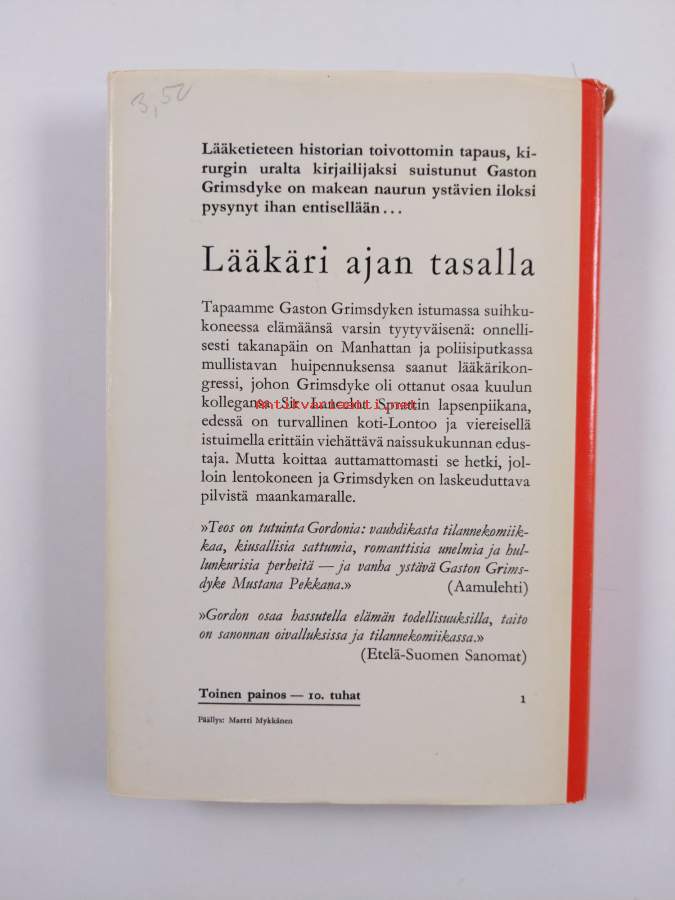 3,50
Lääketieteen historian toivottomin tapaus, ki-
rurgin uralta kirjailijaksi suistunut Gaston
Grimsdyke on makean naurun ystävien iloksi
pysynyt ihan entisellään...
Lääkäri ajan tasalla
Tapaamme Gaston Grimsdyken istumassa suihku-
koneessa elämäänsä varsin tyytyväisenä: onnelli-
sesti takanapäin on Manhattan ja poliisiputkassa
mullistavan huipennuksensa saanut lääkärikon-
gressi, johon Grimsdyke oli ottanut osaa kuulun
kollegansa Sir Lancelot Sprattin lapsenpiikana,
Antikvariaatti.net
edessä on turvallinen koti-Lontoo ja viereisellä
istuimella erittäin viehättävä naissukukunnan edus-
taja. Mutta koittaa auttamattomasti se hetki, jol-
loin lentokoneen ja Grimsdyken on laskeuduttava
pilvistä maankamaralle.
»Teos on tutuinta Gordonia: vauhdikasta tilannekomiik-
kaa, kiusallisia sattumia, romanttisia unelmia ja hul-
lunkurisia perheitä — ja vanha ystävä Gaston Grims-
dyke Mustana Pekkana.» (Aamulehti)
»Gordon osaa hassutella elämän todellisuuksilla, taito
on sanonnan oivalluksissa ja tilannekomiikassa.»
(Etelä-Suomen Sanomat)
Toinen painos — 10. tuhat 1
Päällys: Martti Mykkänen